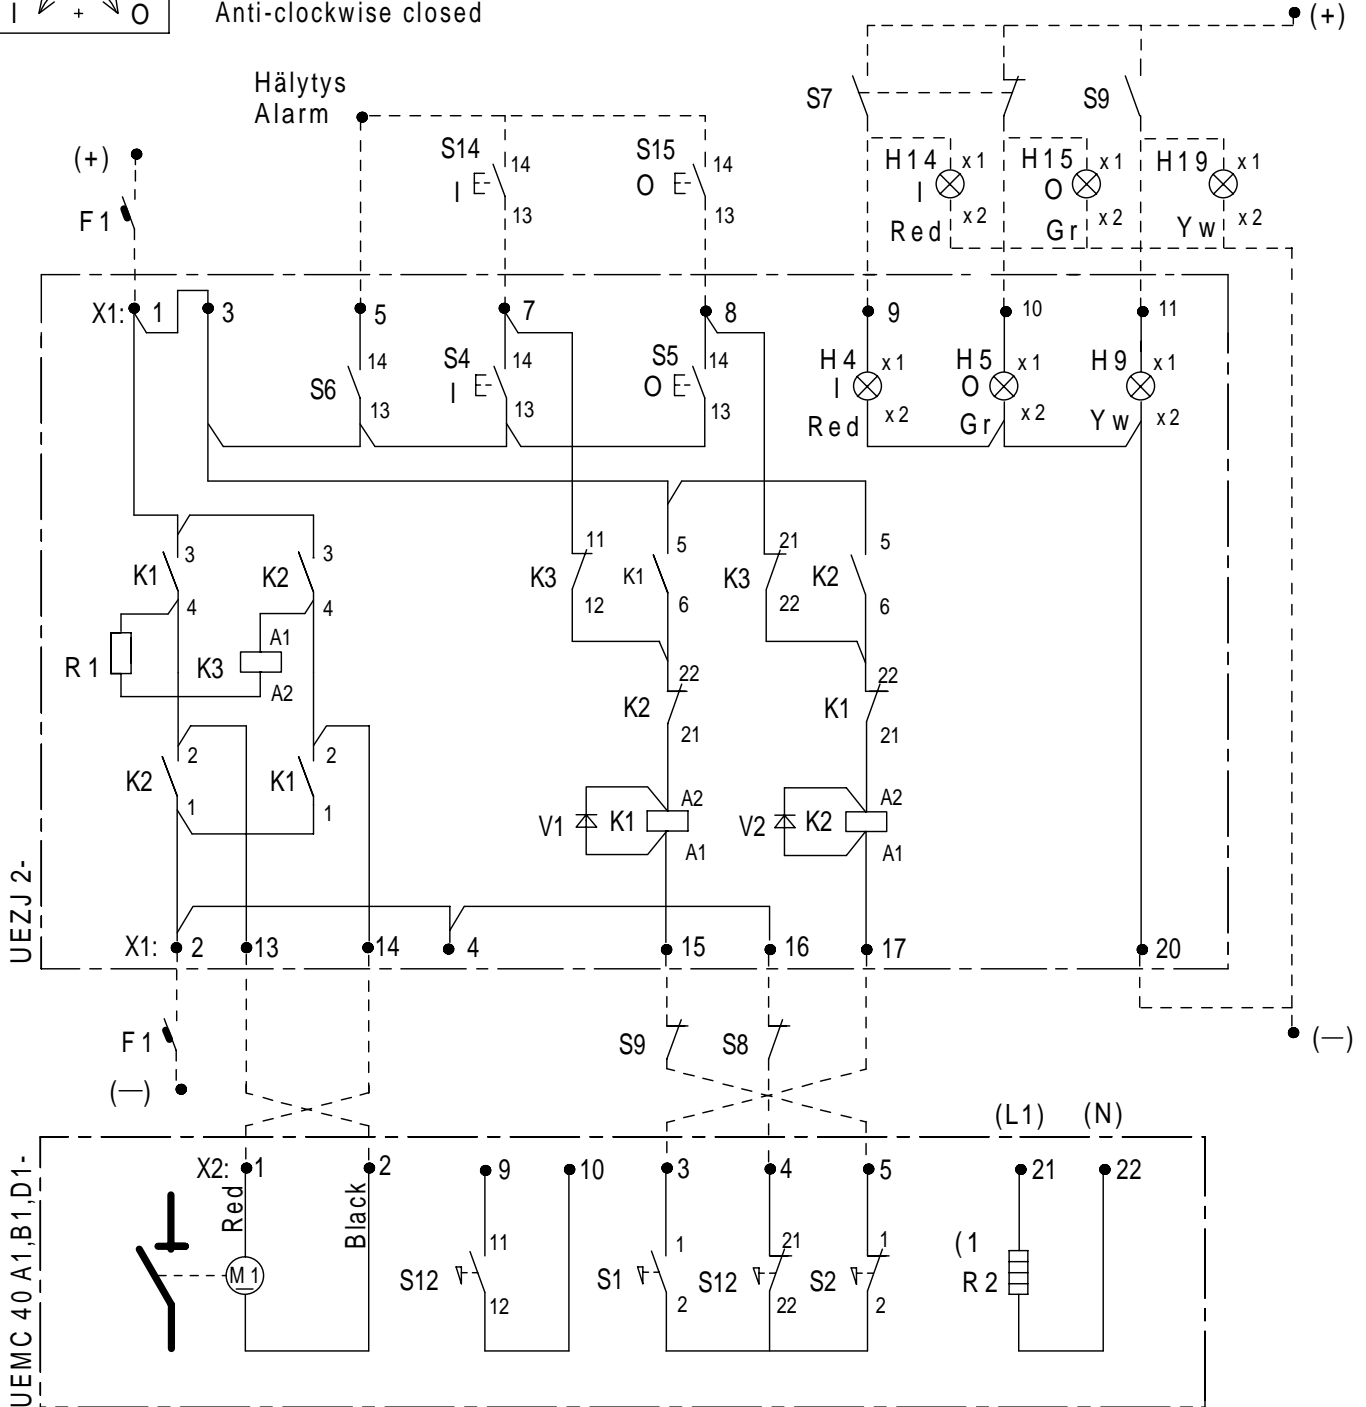 I + O Anti-clockwise closed
(+)
Hälytys
Alarm
S7 S9
(+) S14 14 S15 14 H14 x1 H15 x1 H19 x1
I O I O
F1 13 13 Red x2 Gr x2 Yw x2
X1: 1 3 5 7 8 9 10 11
14 S4 14 S5 14 H4 x1 H5 x1 H9 x1
S6 I O I O
13 13 13 Red x2 Gr x2 Yw x2
3 3 11 5 21 5
K1 K2 K3 K1 K3 K2
4 4 12 6 22 6
A1
R1 K3
A2 22 22
K2 K1
2 2 21 21
K2 K1
1 1 A2 A2
V1 K1 V2 K2
A1 A1
UEZJ 2-
X1: 2 13 14 4 15 16 17 20
F1 S9 S8
(—) (—)
(L1) (N)
UEMC 40 A1,B1,D1-
X2: 1 2 9 10 3 4 5 21 22
Red Black
11 1 21 1 (1
M1 S12 S1 S12 S2 R2
12 2 22 2